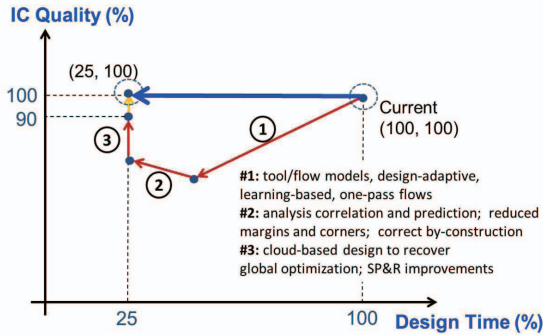 IC Quality (%)
(25, 100)
100
90
Current
(100, 100)
1
3
2
#1: tool/flow models, design-adaptive,
learning-based, one-pass flows
#2: analysis correlation and prediction; reduced
margins and corners; correct by-construction
#3: cloud-based design to recover
global optimization; SP&R improvements
25
100
Design Time (%)